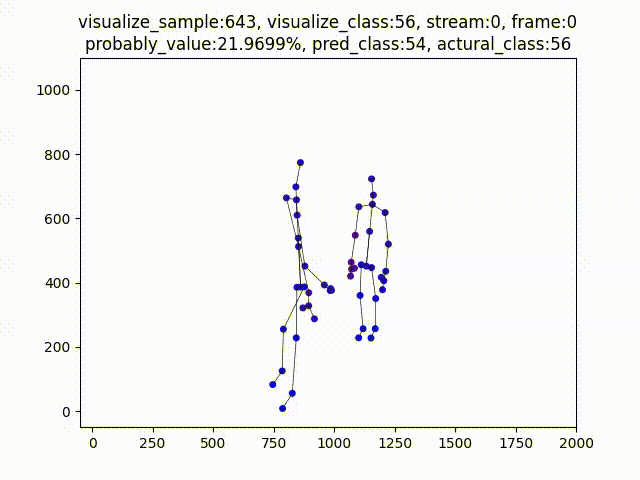 visualize_sample:643, visualize_class:56, stream:0, frame:0
probably_value:21.9699%, pred_class:54, actural_class:56
1000
800
600
400
200
0
0 250 500 750 1000 1250 1500 1750 2000